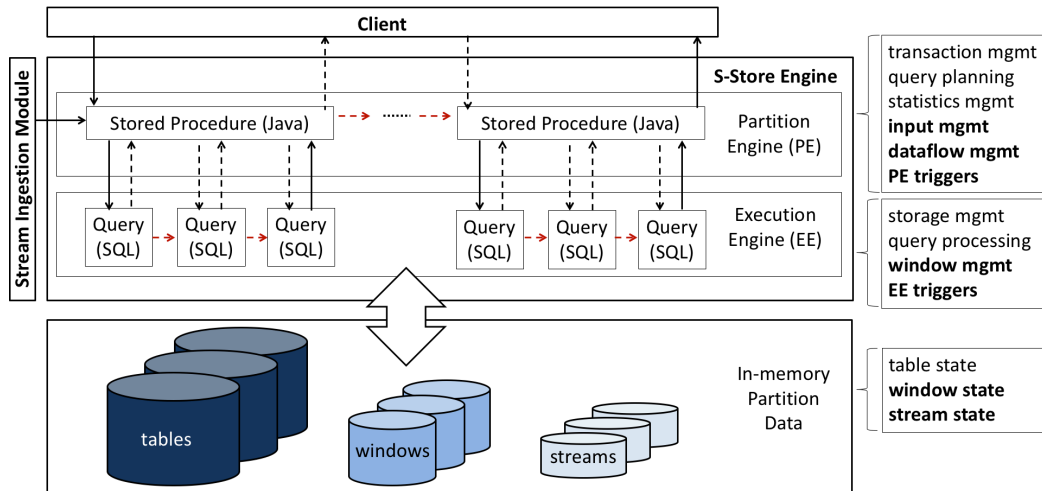 Client
Stream Ingestion Module
S-Store Engine
Stored Procedure (Java)
......
Stored Procedure (Java)
Partition
Engine (PE)
Query
(SQL)
Query
(SQL)
Query
(SQL)
Query
(SQL)
Query
(SQL)
Query
(SQL)
Execution
Engine (EE)
tables
windows
streams
In-memory
Partition
Data
transaction mgmt
query planning
statistics mgmt
input mgmt
dataflow mgmt
PE triggers
storage mgmt
query processing
window mgmt
EE triggers
table state
window state
stream state